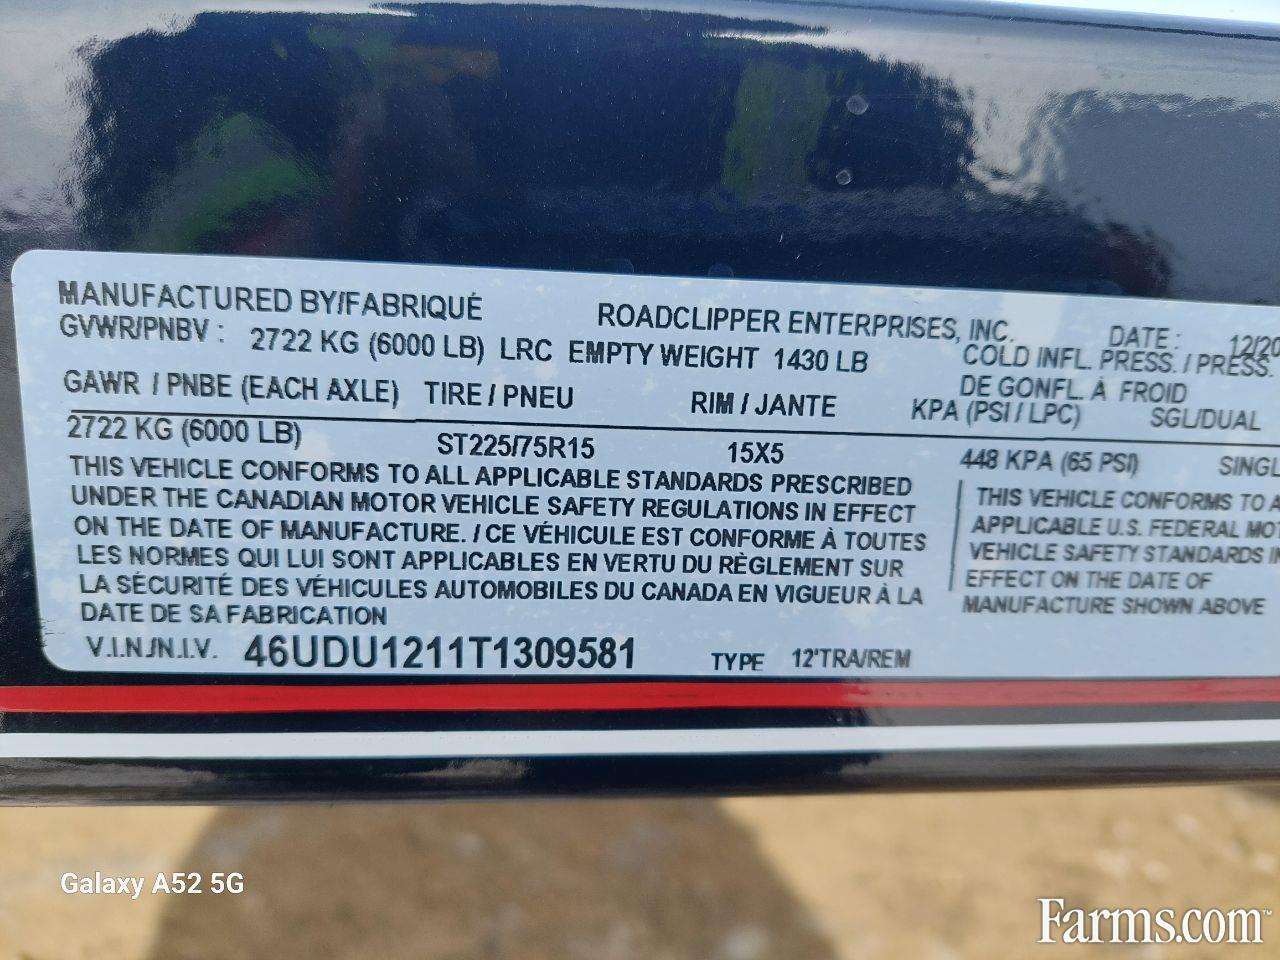 MANUFACTURED BY/FABRIQUÉ ROADCLIPPER ENTERPRISES, INC. DATE : 12/20
GVWR/PNBV : 2722 KG (6000 LB) LRC EMPTY WEIGHT 1430 LB COLD INFL. PRESS. / PRESS.
GAWR / PNBE (EACH AXLE) TIRE / PNEU RIM / JANTE DE GONFL. À FROID
KPA (PSI / LPC) SGL/DUAL
2722 KG (6000 LB) ST225/75R15 15X5 448 KPA (65 PSI) SINGL
THIS VEHICLE CONFORMS TO ALL APPLICABLE STANDARDS PRESCRIBED
UNDER THE CANADIAN MOTOR VEHICLE SAFETY REGULATIONS IN EFFECT
ON THE DATE OF MANUFACTURE. / CE VÉHICULE EST CONFORME À TOUTES
LES NORMES QUI LUI SONT APPLICABLES EN VERTU DU RÈGLEMENT SUR
LA SÉCURITÉ DES VÉHICULES AUTOMOBILES DU CANADA EN VIGUEUR À LA
DATE DE SA FABRICATION
THIS VEHICLE CONFORMS TO A
APPLICABLE U.S. FEDERAL MOT
VEHICLE SAFETY STANDARDS IN
EFFECT ON THE DATE OF
MANUFACTURE SHOWN ABOVE
V.I.N./N.I.V. 46UDU1211T1309581 TYPE 12'TRA/REM
Galaxy A52 5G
Farms.com™